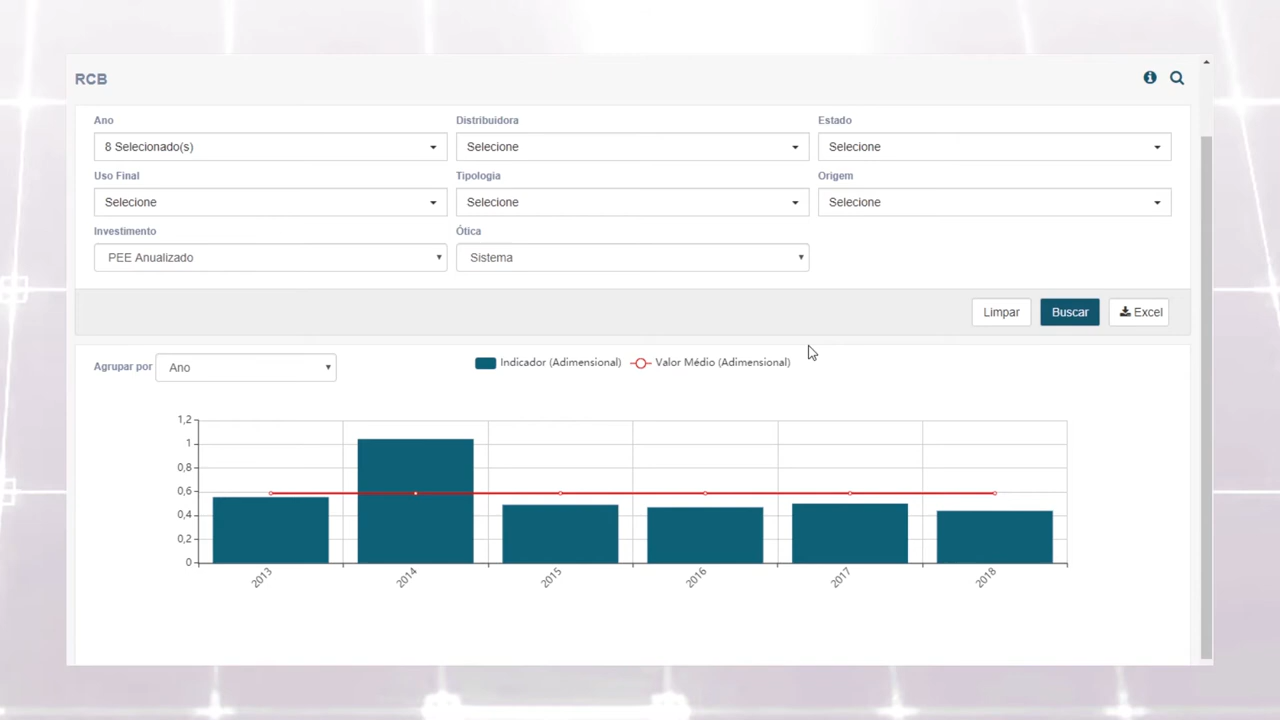 RCB
Ano Distribuidora Estado
8 Selecionado(s) Selecione Selecione
Uso Final Tipologia Origem
Selecione Selecione Selecione
Investimento Ótica
PEE Anualizado Sistema
Limpar Buscar Excel
Agrupar por Ano Indicador (Adimensional) Valor Médio (Adimensional)
1,2
1
0,8
0,6
0,4
0,2
0
2013 2014 2015 2016 2017 2018